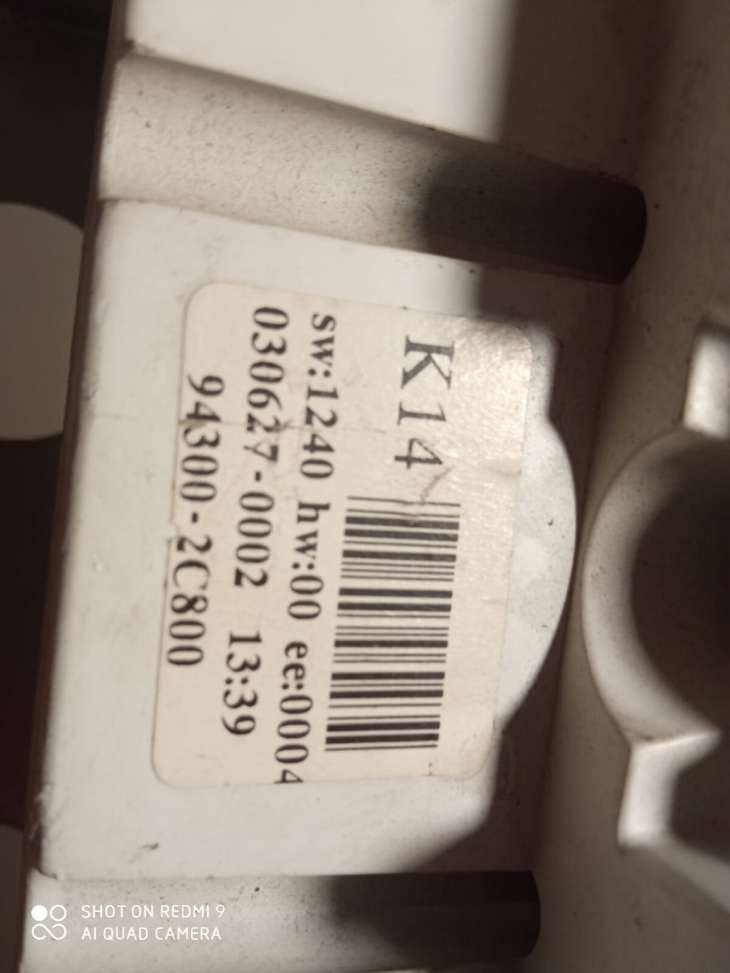 K14
sw:1240 hw:00 ee:0004
030627-0002 13:39
94300-2C800
SHOT ON REDMI 9
AI QUAD CAMERA